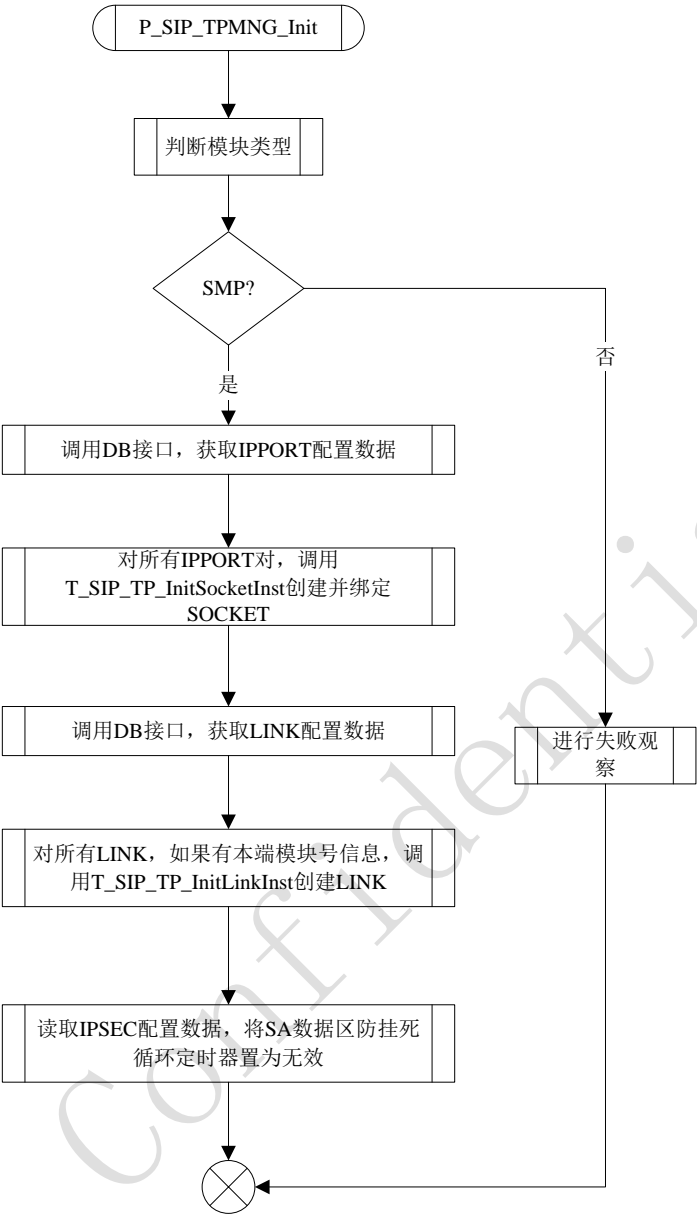 P_SIP_TPMNG_Init
判断模块类型
SMP?
否
是
调用DB接口，获取IPPORT配置数据
对所有IPPORT对，调用
T_SIP_TP_InitSocketInst创建并绑定
SOCKET
调用DB接口，获取LINK配置数据
进行失败观
察
对所有LINK，如果有本端模块号信息，调
用T_SIP_TP_InitLinkInst创建LINK
读取IPSEC配置数据，将SA数据区防挂死
循环定时器置为无效
Confidenti